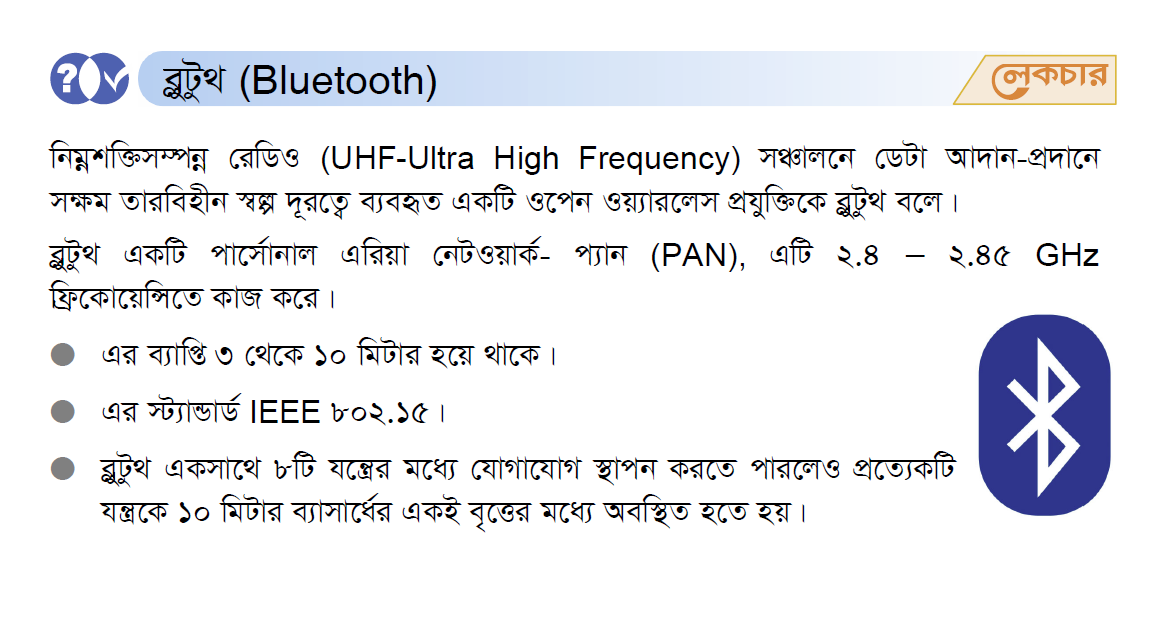 ব্লুটুথ (Bluetooth)
লেকচার
নিম্নশক্তিসম্পন্ন রেডিও (UHF-Ultra High Frequency) সঞ্চালনে ডেটা আদান-প্রদানে
সক্ষম তারবিহীন স্বল্প দূরত্বে ব্যবহৃত একটি ওপেন ওয়্যারলেস প্রযুক্তিকে ব্লুটুথ বলে।
ব্লুটুথ একটি পার্সোনাল এরিয়া নেটওয়ার্ক- প্যান (PAN), এটি ২.৪ – ২.৪৫ GHz
ফ্রিকোয়েন্সিতে কাজ করে।
এর ব্যাপ্তি ৩ থেকে ১০ মিটার হয়ে থাকে।
এর স্ট্যান্ডার্ড IEEE ৮০২.১৫।
ব্লুটুথ একসাথে ৮টি যন্ত্রের মধ্যে যোগাযোগ স্থাপন করতে পারলেও প্রত্যেকটি
যন্ত্রকে ১০ মিটার ব্যাসার্ধের একই বৃত্তের মধ্যে অবস্থিত হতে হয়।